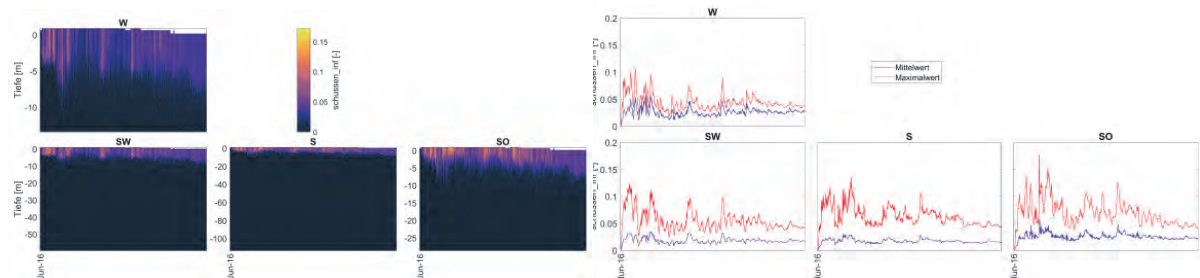 W
0
-5
-10
Tiefe [m]
0.15
0.1
0.05
0
schussen_inf [-]
SW
S
SO
0
-10
-20
-30
-40
-50
Tiefe [m]
0
-20
-40
-60
-80
-100
0
-5
-10
-15
-20
-25
Jun-16
Jun-16
Jun-16
W
0.2
0.15
0.1
0.05
0
schussen_inf [-]
Mittelwert
Maximalwert
SW
S
SO
0.2
0.15
0.1
0.05
0
schussen_inf [-]
Jun-16
Jun-16
Jun-16